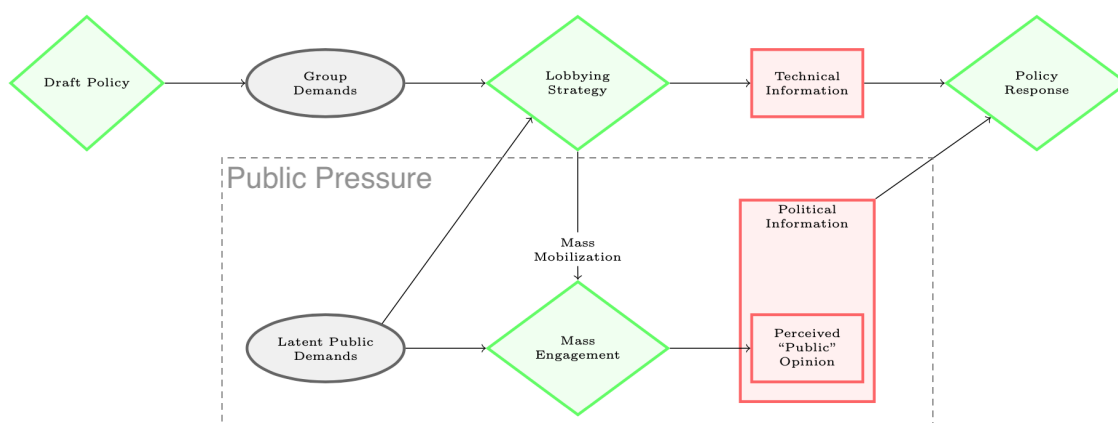 Draft Policy
Group
Demands
Lobbying
Strategy
Technical
Information
Policy
Response
Public Pressure
Political
Information
Mass
Mobilization
Latent Public
Demands
Mass
Engagement
Perceived
“Public”
Opinion